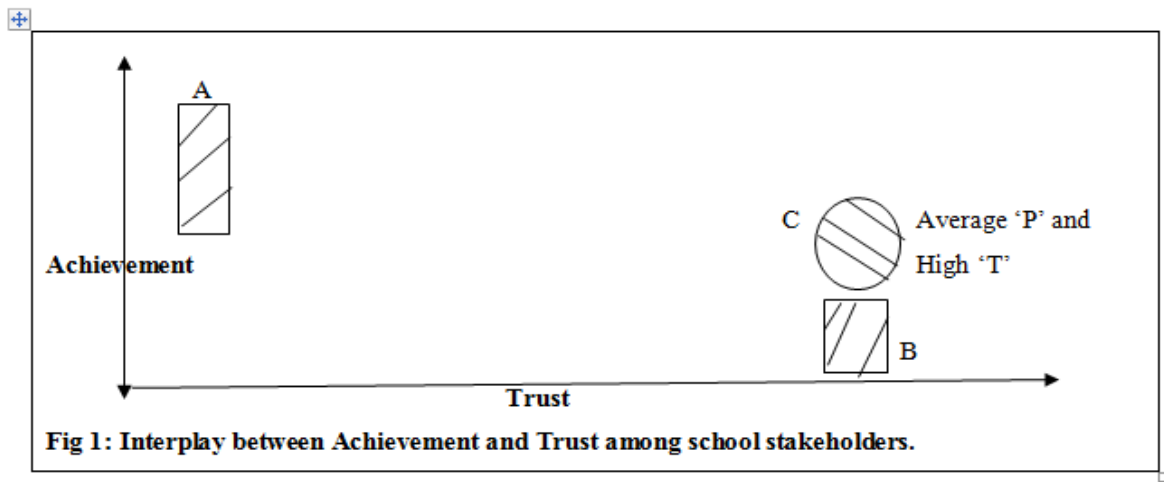 A
C
Average ‘P’ and
High ‘T’
Achievement
B
Trust
Fig 1: Interplay between Achievement and Trust among school stakeholders.